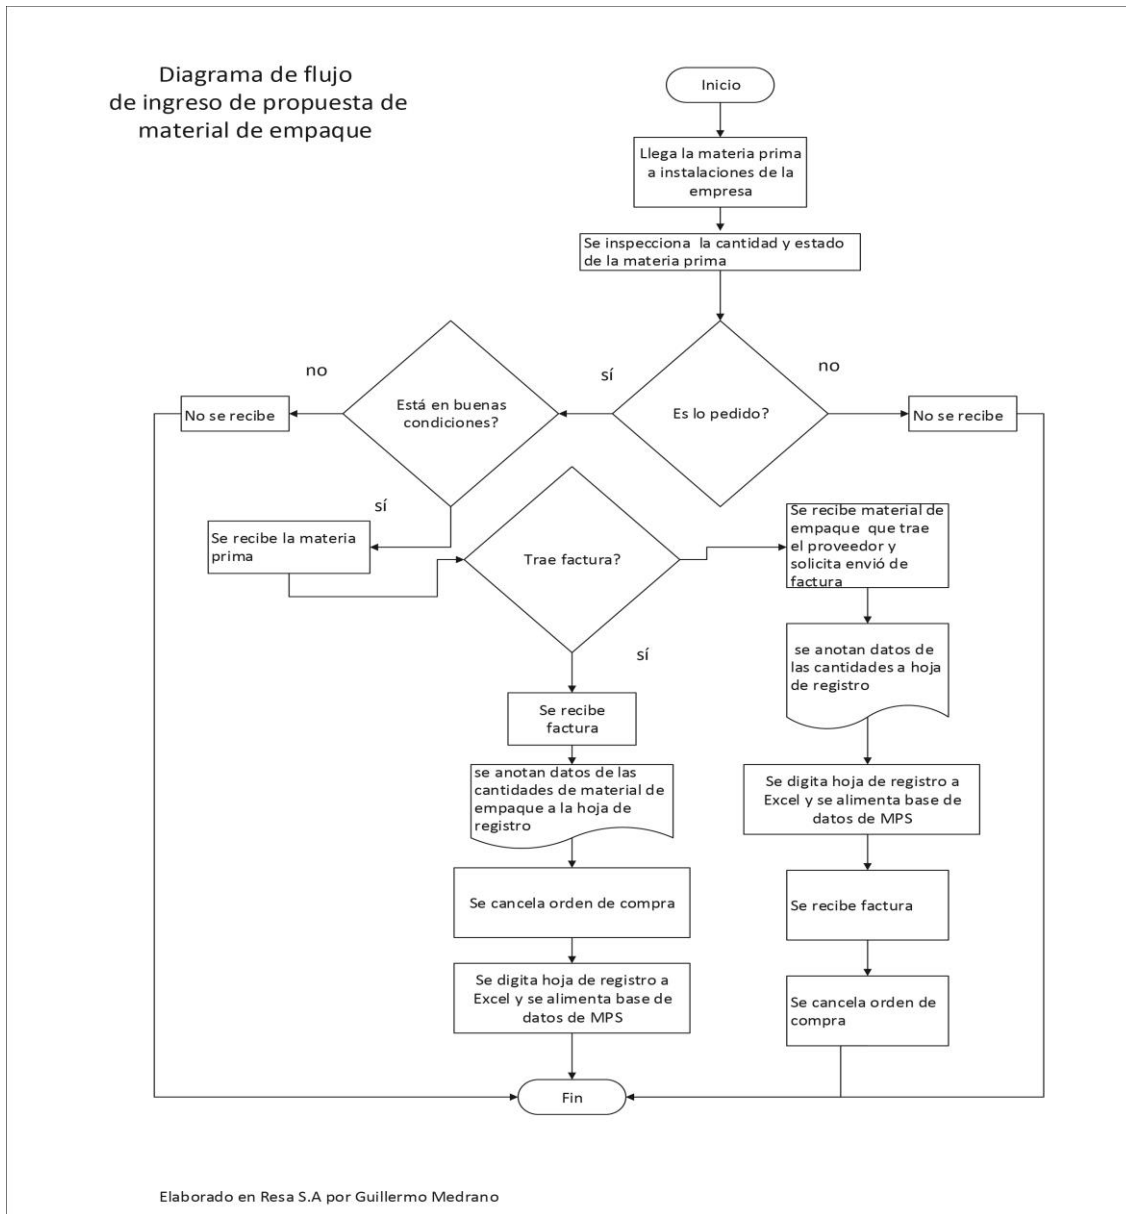 Diagrama de flujo
de ingreso de propuesta de
material de empaque
Inicio
Llega la materia prima
a instalaciones de la
empresa
Se inspecciona la cantidad y estado
de la materia prima
Es lo pedido?
sí
no
No se recibe
Está en buenas
condiciones?
no
No se recibe
sí
Se recibe la materia
prima
Trae factura?
Se recibe material de
empaque que trae
el proveedor y
solicita envió de
factura
se anotan datos de
las cantidades a hoja
de registro
Se digita hoja de registro a
Excel y se alimenta base de
datos de MPS
Se recibe factura
Se cancela orden de
compra
sí
Se recibe
factura
se anotan datos de las
cantidades de material de
empaque a la hoja de
registro
Se cancela orden de compra
Se digita hoja de registro a
Excel y se alimenta base de
datos de MPS
Fin
Elaborado en Resa S.A por Guillermo Medrano